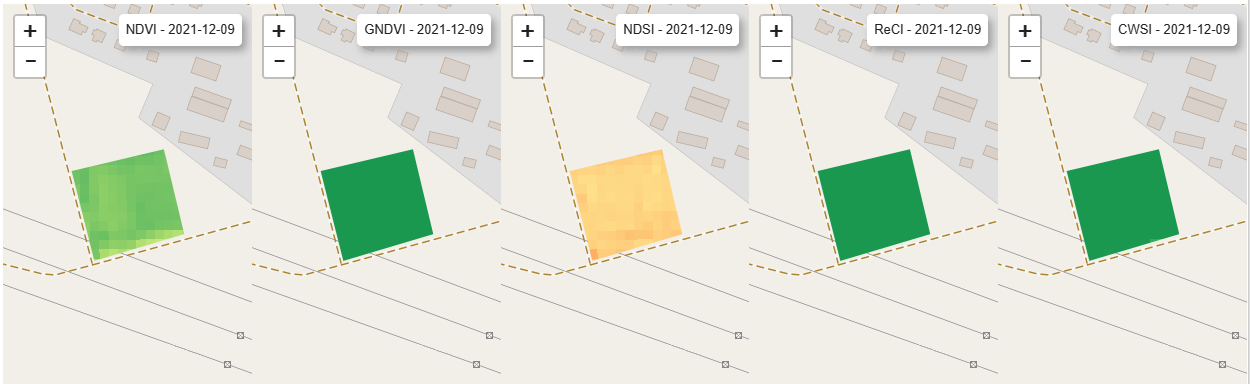 +
−
NDVI - 2021-12-09
+
−
GNDVI - 2021-12-09
+
−
NDSI - 2021-12-09
+
−
ReCI - 2021-12-09
+
−
CWSI - 2021-12-09